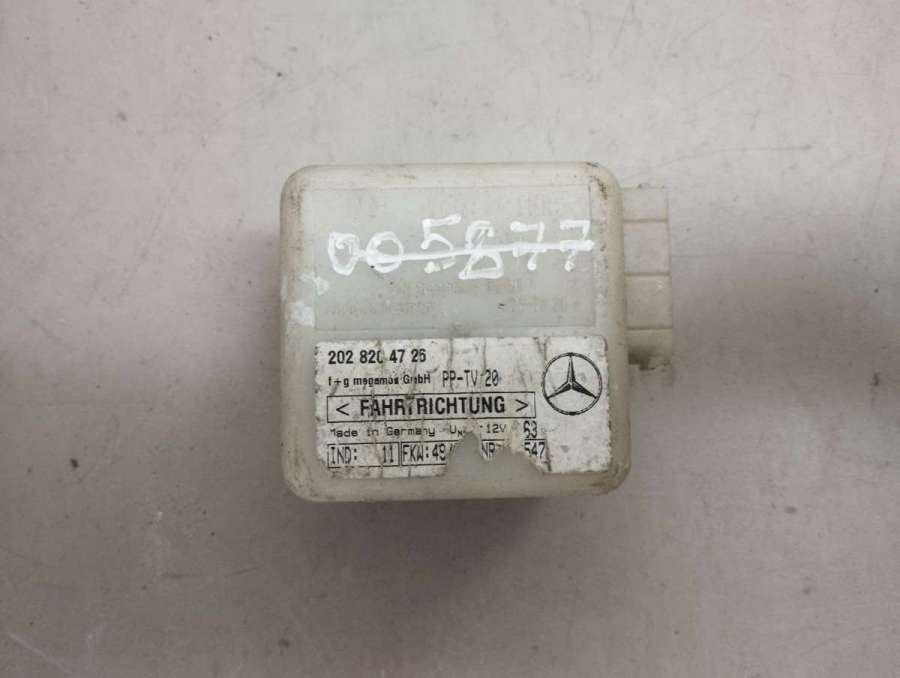 005877
202 820 47 26
f+g megamos GmbH PP-TV 20
< FAHRTRICHTUNG >
Made in Germany 12V 63
IND: 11 FKW:49 547